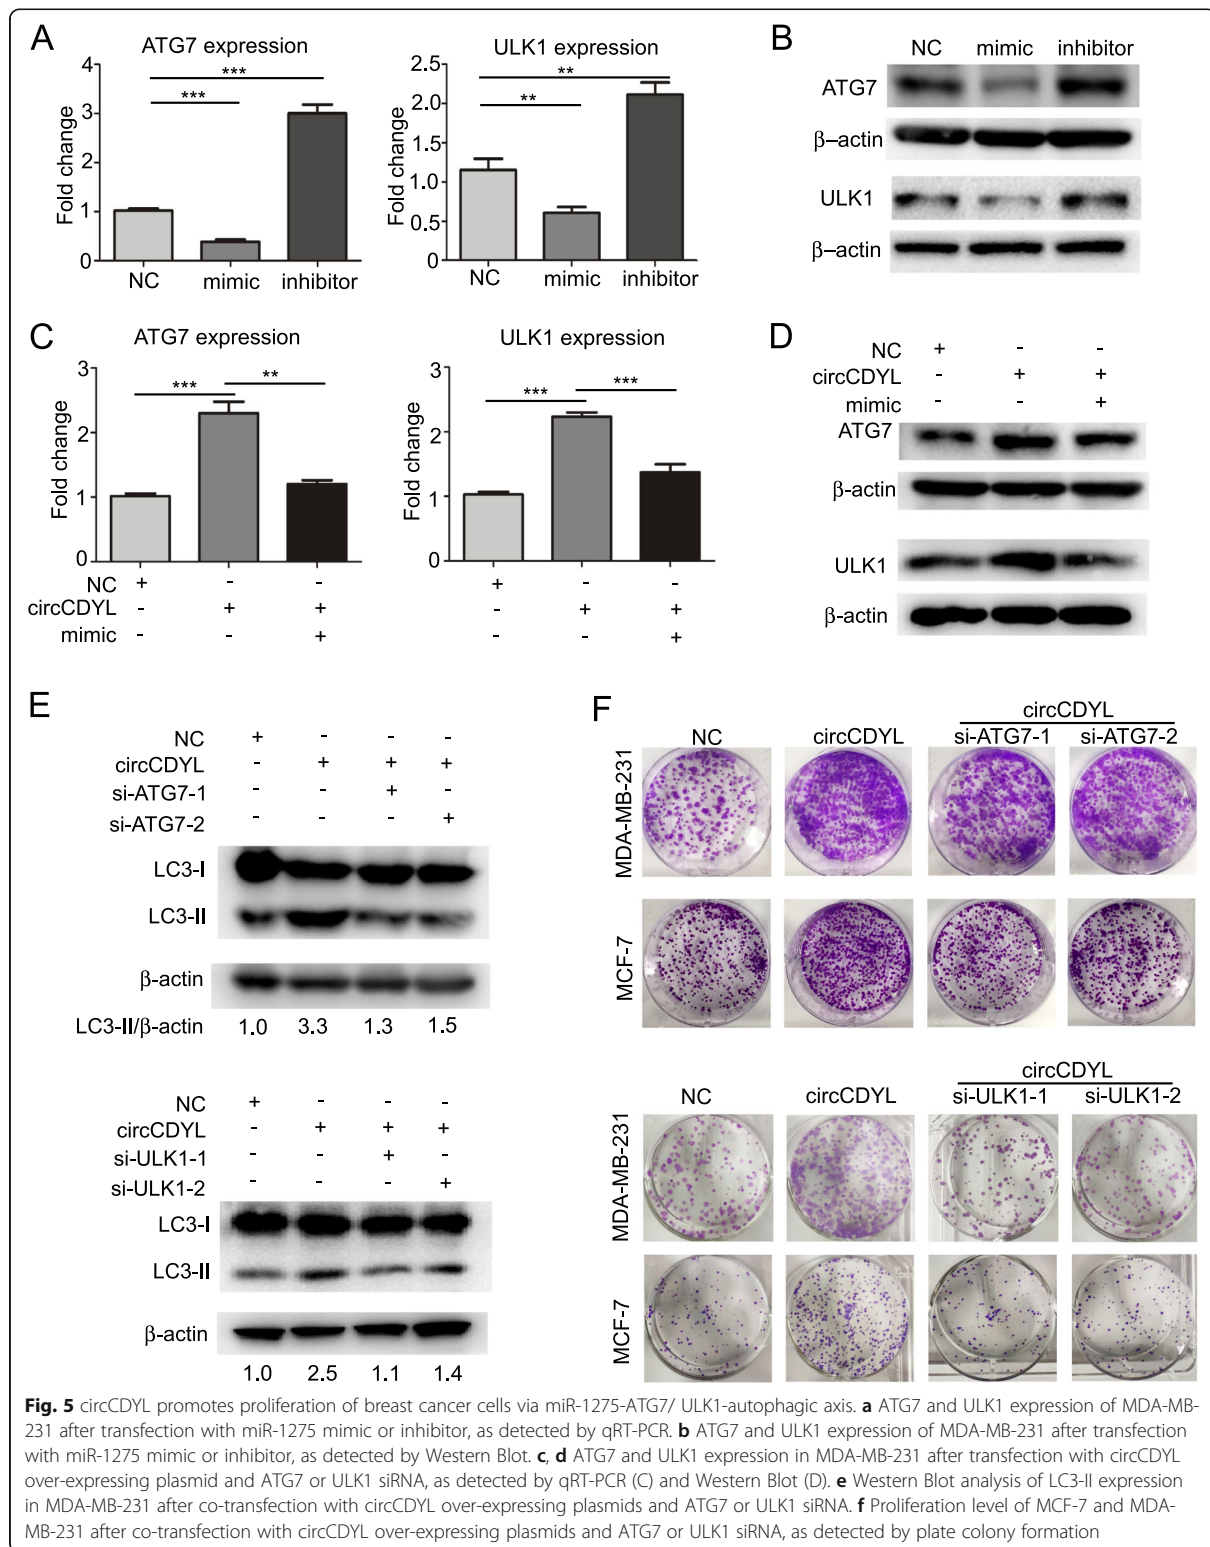 A
ATG7 expression
Fold change
4
3
2
1
0
***
***
NC mimic inhibitor
ULK1 expression
Fold change
2.5
2.0
1.5
1.0
0.5
0
**
**
NC mimic inhibitor
B
NC mimic inhibitor
ATG7
β–actin
ULK1
β–actin
C
ATG7 expression
Fold change
3
2
1
0
*** **
NC + - -
circCDYL - + +
mimic - - +
ULK1 expression
Fold change
3
2
1
0
*** ***
+ - -
- + +
- - +
D
NC + - -
circCDYL - + +
mimic - - +
ATG7
β-actin
ULK1
β-actin
E
NC + - - -
circCDYL - + + +
si-ATG7-1 - - + -
si-ATG7-2 - - - +
LC3-I
LC3-II
β-actin
LC3-II/β-actin 1.0 3.3 1.3 1.5
NC + - - -
circCDYL - + + +
si-ULK1-1 - - + -
si-ULK1-2 - - - +
LC3-I
LC3-II
β-actin
1.0 2.5 1.1 1.4
F
circCDYL
NC circCDYL si-ATG7-1 si-ATG7-2
MDA-MB-231
MCF-7
circCDYL
NC circCDYL si-ULK1-1 si-ULK1-2
MDA-MB-231
MCF-7
Fig. 5 circCDYL promotes proliferation of breast cancer cells via miR-1275-ATG7/ ULK1-autophagic axis. a ATG7 and ULK1 expression of MDA-MB-
231 after transfection with miR-1275 mimic or inhibitor, as detected by qRT-PCR. b ATG7 and ULK1 expression of MDA-MB-231 after transfection
with miR-1275 mimic or inhibitor, as detected by Western Blot. c, d ATG7 and ULK1 expression in MDA-MB-231 after transfection with circCDYL
over-expressing plasmid and ATG7 or ULK1 siRNA, as detected by qRT-PCR (C) and Western Blot (D). e Western Blot analysis of LC3-II expression
in MDA-MB-231 after co-transfection with circCDYL over-expressing plasmids and ATG7 or ULK1 siRNA. f Proliferation level of MCF-7 and MDA-
MB-231 after co-transfection with circCDYL over-expressing plasmids and ATG7 or ULK1 siRNA, as detected by plate colony formation